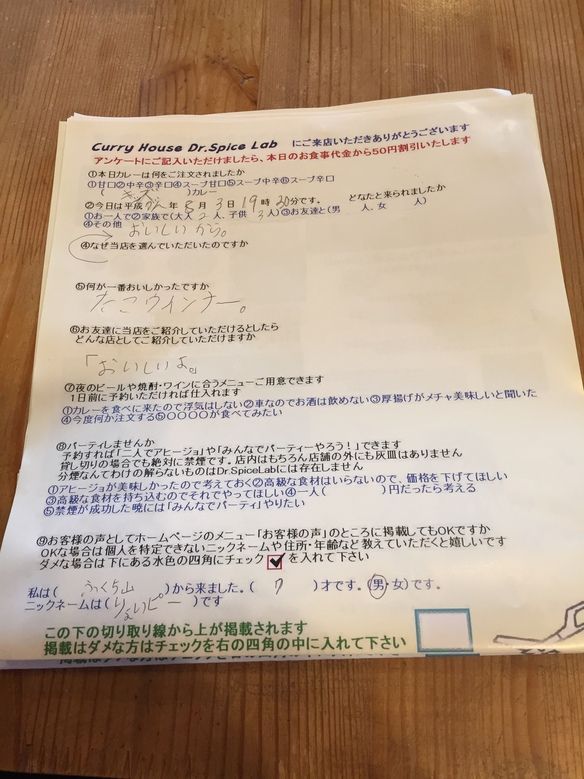 Curry House Dr.Spice Lab にご来店いただきありがとうございます
アンケートにご記入いただけましたら、本日のお食事代金から50円割引いたします
①本日カレーは何をご注文されましたか
①甘口②中辛③辛口④スープ甘口⑤スープ中辛⑥スープ辛口
(キッズ)カレー
②今日は平成 年 8月3日19時20分です。 どなたと来られましたか
①お一人で②家族で(大人2人、子供3人)③お友達と(男 人、女 人)
④その他
おいしいから。
④なぜ当店を選んでいただいたのですか
⑤何が一番おいしかったですか
たこウインナー。
⑥お友達に当店をご紹介していただけるとしたら
どんな店としてご紹介していただけますか
「おいしいよ。
⑦夜のビールや焼酎・ワインに合うメニューご用意できます
1日前に予約いただければ仕入れます
①カレーを食べに来たので浮気はしない②車なのでお酒は飲めない③厚揚げがメチャ美味しいと聞いた
④今度何か注文する⑤〇〇〇〇が食べてみたい
⑧パーティしませんか
予約すれば「二人でアヒージョ」や「みんなでパーティーやろう!」できます
貸し切りの場合でも絶対に禁煙です。店内はもちろん店舗の外にも灰皿はありません
分煙なんてわけの解らないものはDr.SpiceLabには存在しません
①アヒージョが美味しかったので考えておく②高級な食材はいらないので、価格を下げてほしい
③高級な食材を持ち込むのでそれでやってほしい④一人( )円だったら考える
⑤禁煙が成功した暁には「みんなでパーティ」やりたい
⑨お客様の声としてホームページのメニュー「お客様の声」のところに掲載してもOKですか
OKな場合は個人を特定できないニックネームや住所・年齢など教えていただくと嬉しいです
ダメな場合は下にある水色の四角にチェック を入れて下さい
私は(ふくち山)から来ました。(7)才です。(男・女)です。
ニックネームは(りょいピー)です
この下の切り取り線から上が掲載されます
掲載はダメな方はチェックを右の四角の中に入れて下さい